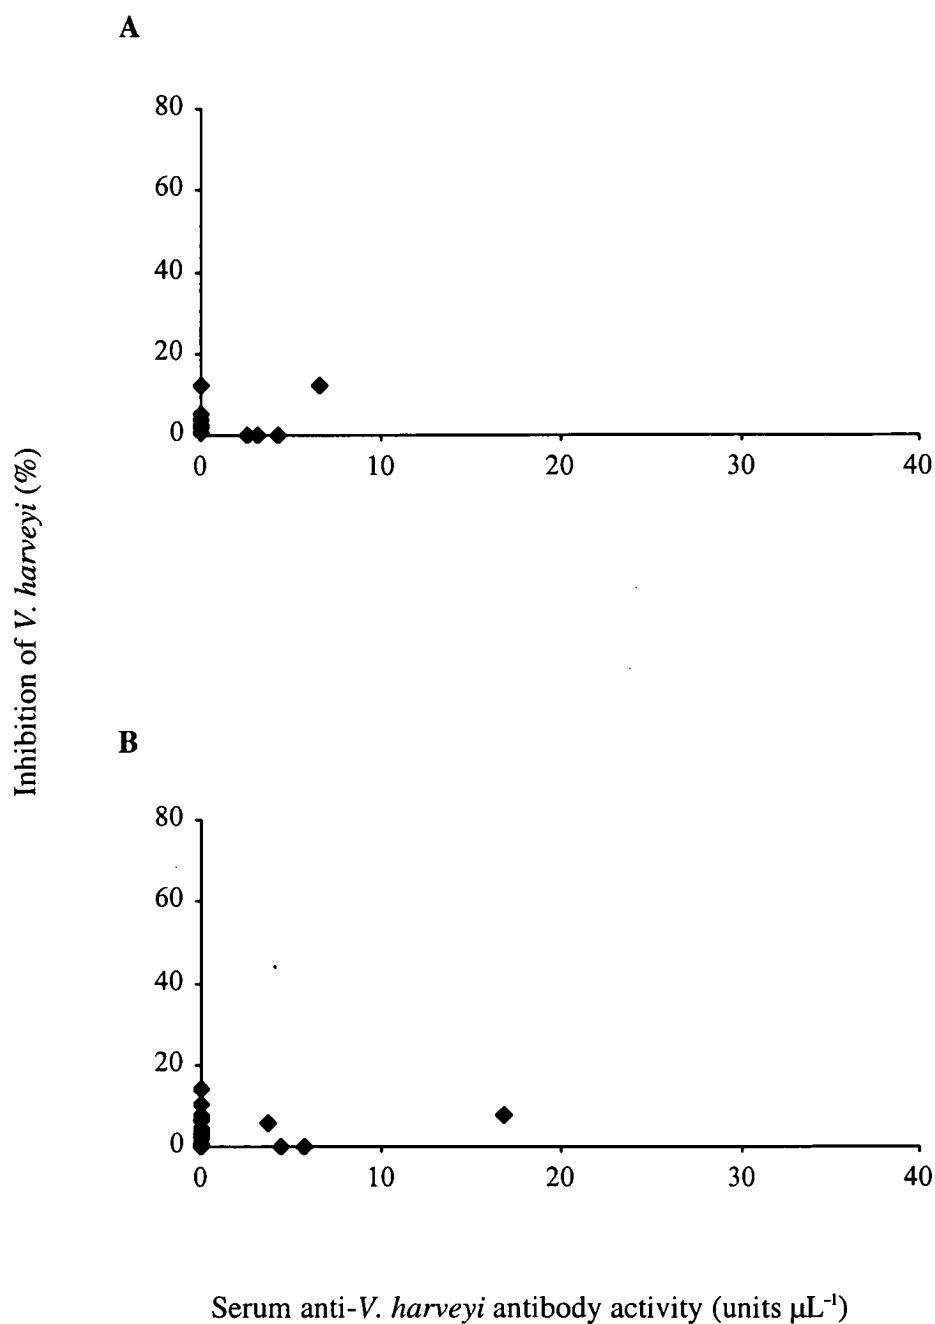 A
80
60
40
20
0
0 10 20 30 40
Inhibition of V. harveyi (%)
B
80
60
40
20
0
0 10 20 30 40
Serum anti-V. harveyi antibody activity (units µL⁻¹)